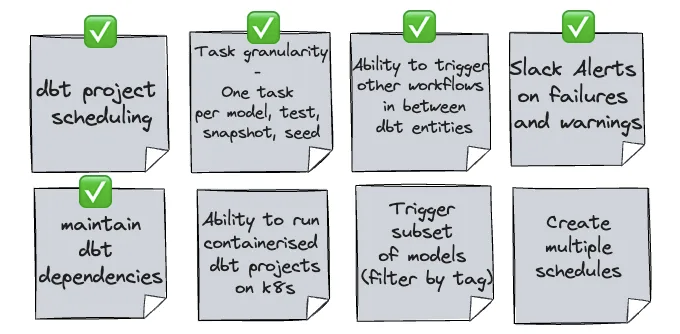 dbt project
scheduling
Task granularity
-
One task
per model, test,
snapshot, seed
Ability to trigger
other workflows
in between
dbt entities
Slack Alerts
on failures
and warnings
maintain
dbt
dependencies
Ability to run
containerised
dbt projects
on k8s
Trigger
subset
of models
(filter by tag)
Create
multiple
schedules